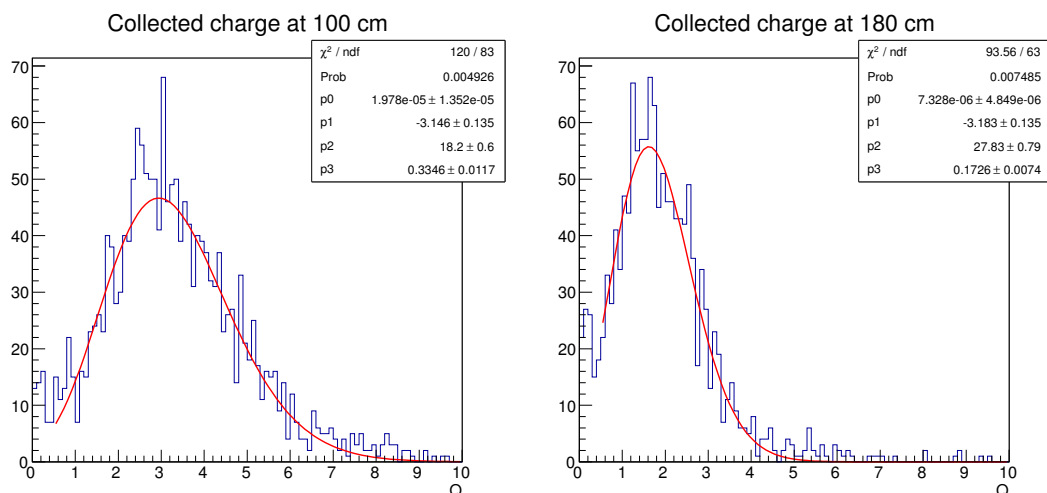 Collected charge at 100 cm
χ² / ndf 120 / 83
Prob 0.004926
p0 1.978e-05 ± 1.352e-05
p1 -3.146 ± 0.135
p2 18.2 ± 0.6
p3 0.3346 ± 0.0117
70
60
50
40
30
20
10
0
0 1 2 3 4 5 6 7 8 9 10
Q
Collected charge at 180 cm
χ² / ndf 93.56 / 63
Prob 0.007485
p0 7.328e-06 ± 4.849e-06
p1 -3.183 ± 0.135
p2 27.83 ± 0.79
p3 0.1726 ± 0.0074
70
60
50
40
30
20
10
0
0 1 2 3 4 5 6 7 8 9 10